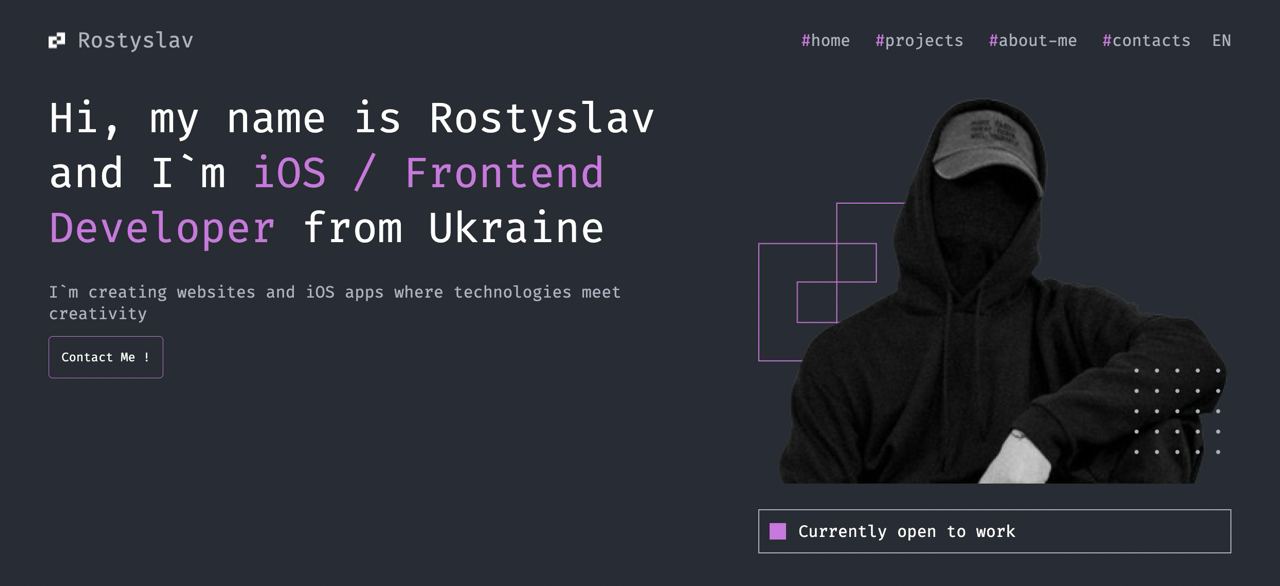 Rostyslav
#home #projects #about-me #contacts EN
Hi, my name is Rostyslav
and I`m iOS / Frontend
Developer from Ukraine
I`m creating websites and iOS apps where technologies meet
creativity
Contact Me !
Currently open to work